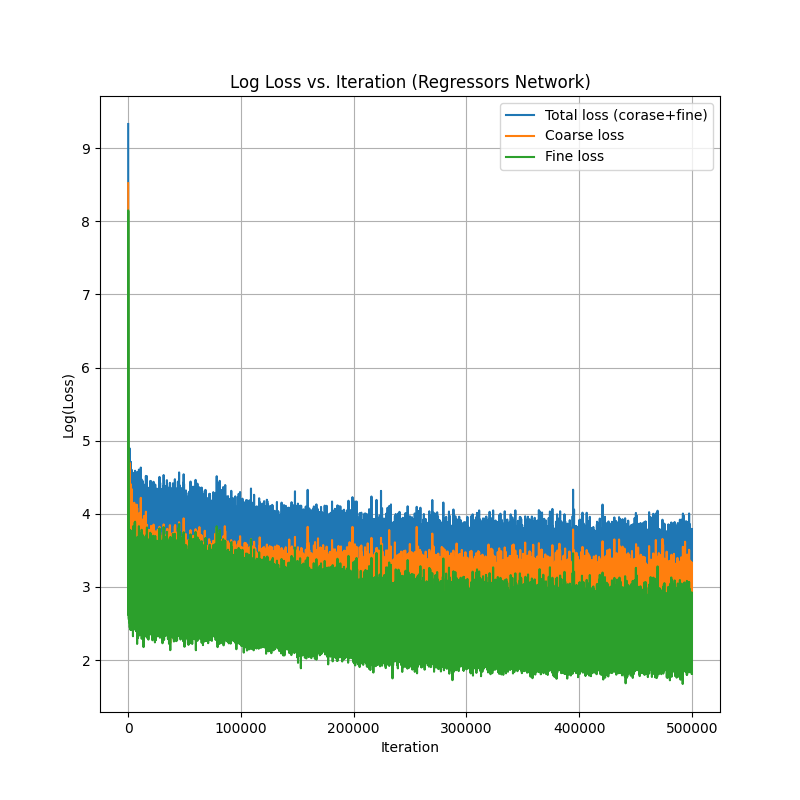 Log Loss vs. Iteration (Regressors Network)
Total loss (corase+fine)
Coarse loss
Fine loss
9
8
7
6
5
4
3
2
Log(Loss)
0 100000 200000 300000 400000 500000
Iteration